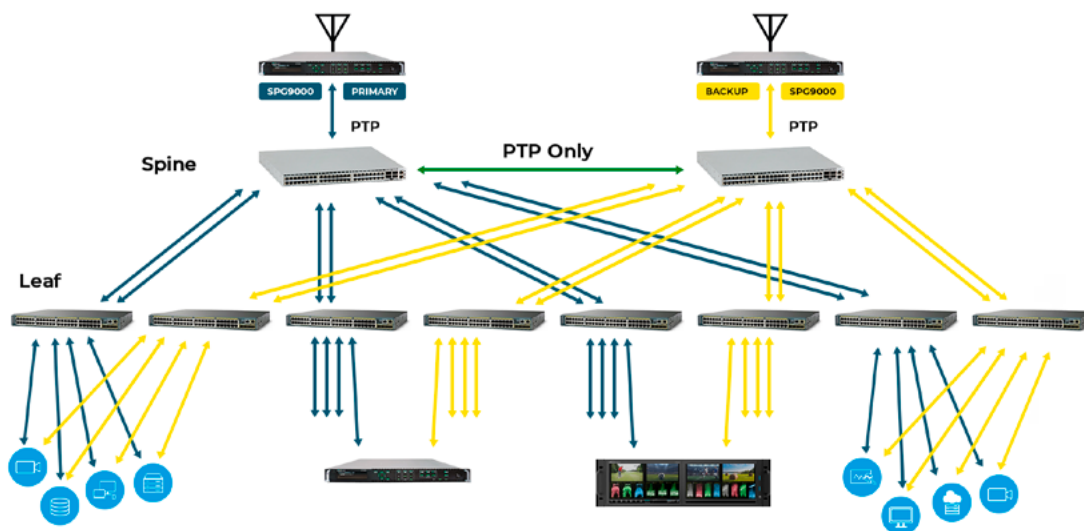 SPG9000 PRIMARY
BACKUP SPG9000
PTP
PTP
Spine
PTP Only
Leaf